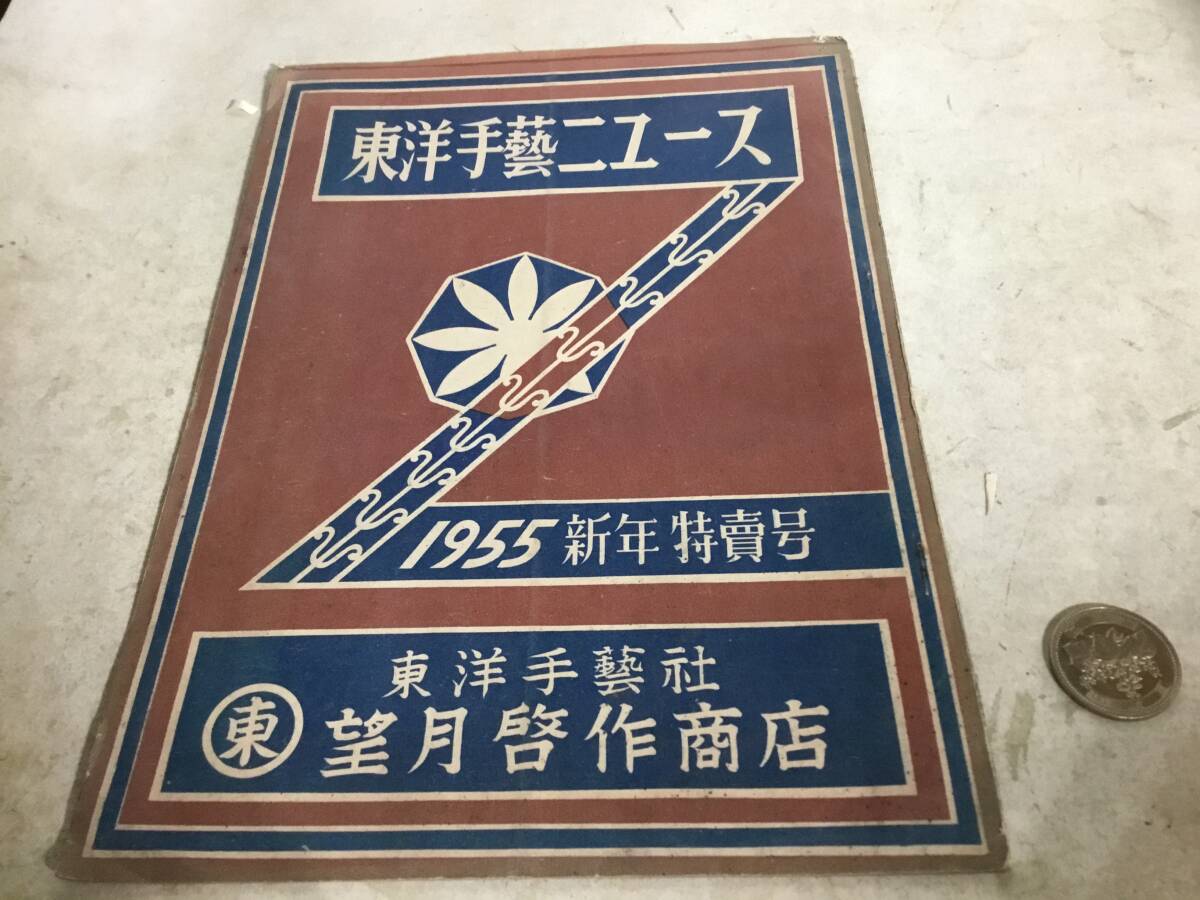 東洋手藝ニュース
1955 新年 特賣号
東洋手藝社
東 望月啓作商店